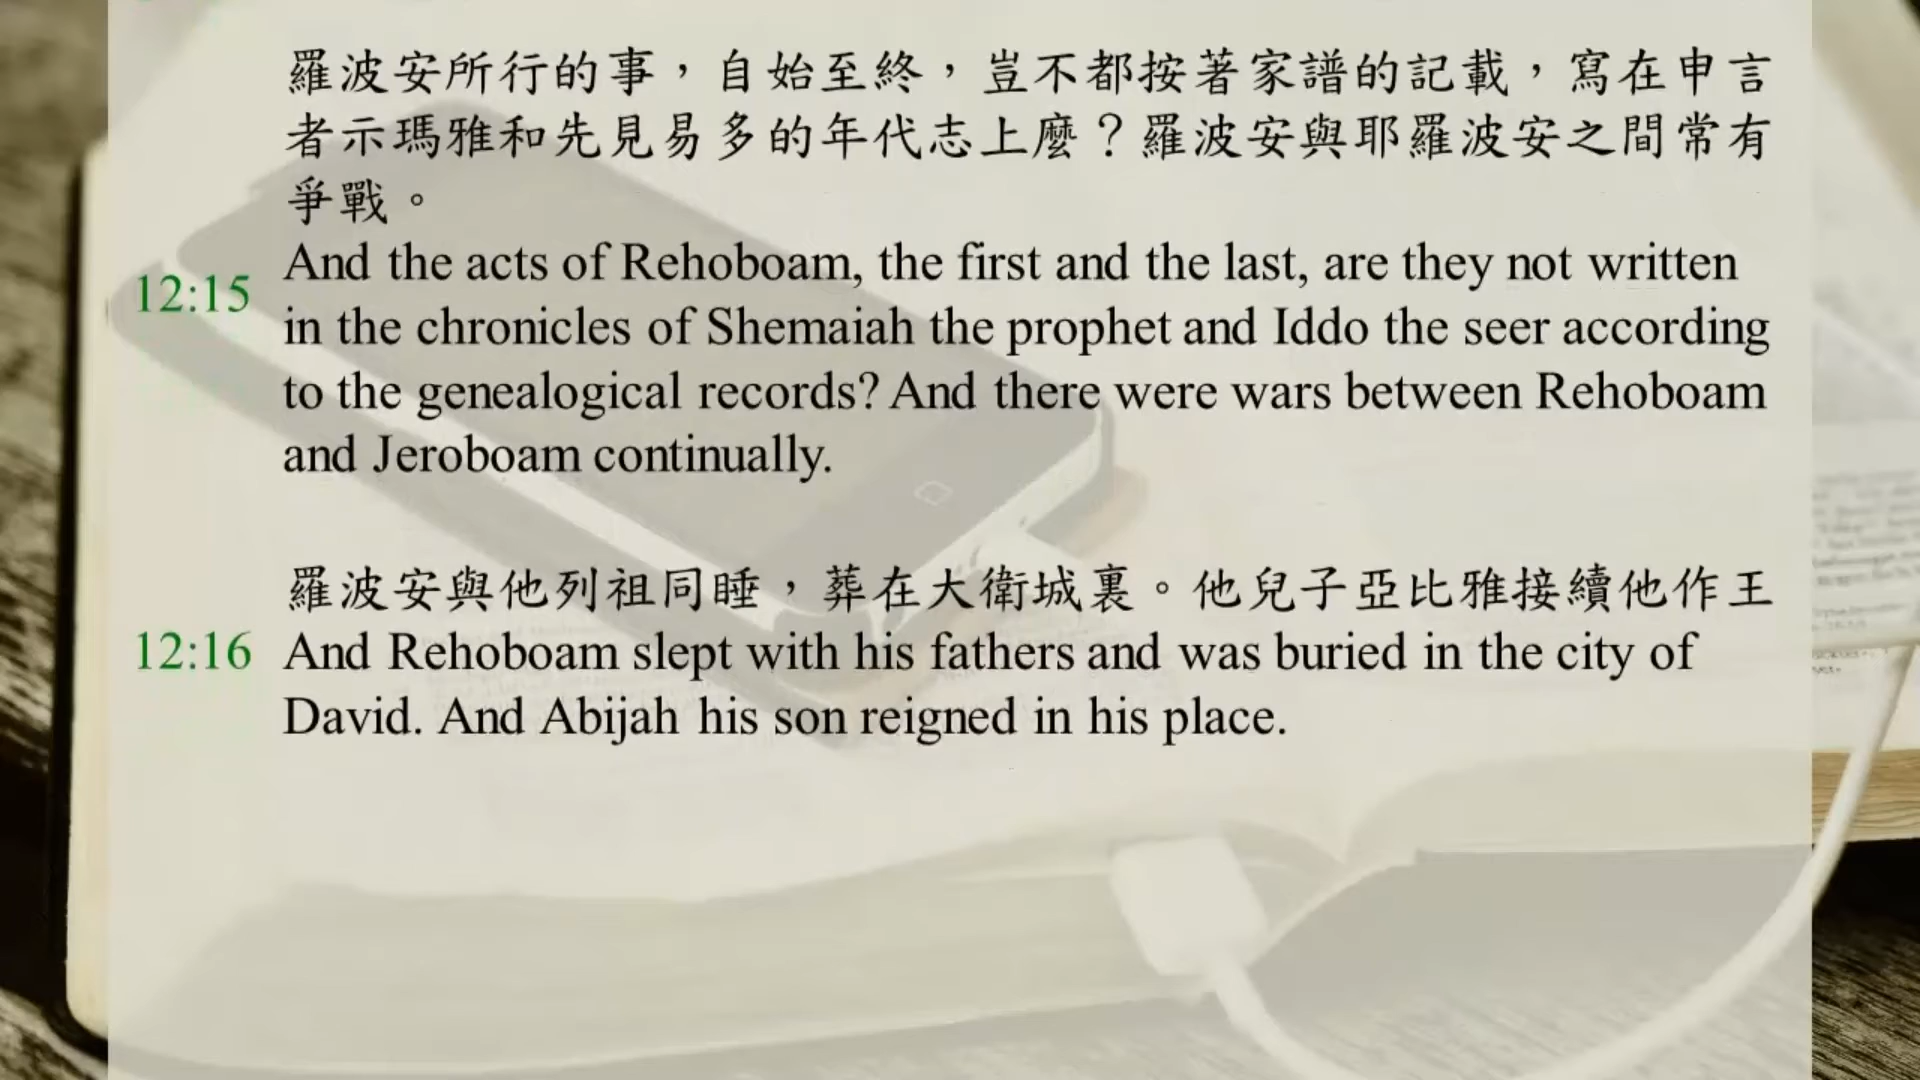 羅波安所行的事，自始至終，豈不都按著家譜的記載，寫在申言
者示瑪雅和先見易多的年代志上麼？羅波安與耶羅波安之間常有
爭戰。
12:15
And the acts of Rehoboam, the first and the last, are they not written
in the chronicles of Shemaiah the prophet and Iddo the seer according
to the genealogical records? And there were wars between Rehoboam
and Jeroboam continually.
羅波安與他列祖同睡，葬在大衛城裏。他兒子亞比雅接續他作王
12:16
And Rehoboam slept with his fathers and was buried in the city of
David. And Abijah his son reigned in his place.